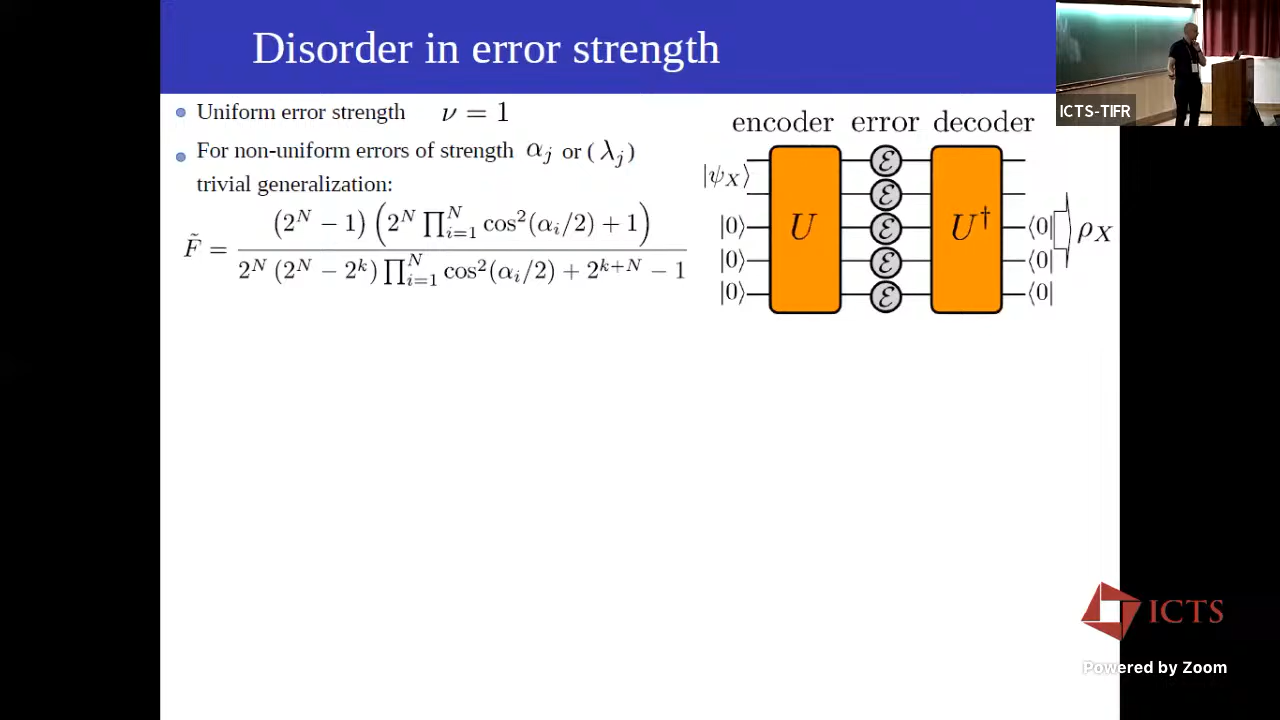 Disorder in error strength
Uniform error strength ν = 1
For non-uniform errors of strength α_j or ( λ_j )
trivial generalization:
F̃ = (2^N − 1) (2^N ∏_{i=1}^N cos²(α_i/2) + 1) / 2^N (2^N − 2^k) ∏_{i=1}^N cos²(α_i/2) + 2^{k+N} − 1
encoder error decoder
|ψ_X⟩
|0⟩
|0⟩
|0⟩
U
ℰ
ℰ
ℰ
ℰ
ℰ
U†
⟨0|
⟨0|
⟨0|
ρ_X
ICTS-TIFR
ICTS
Powered by Zoom